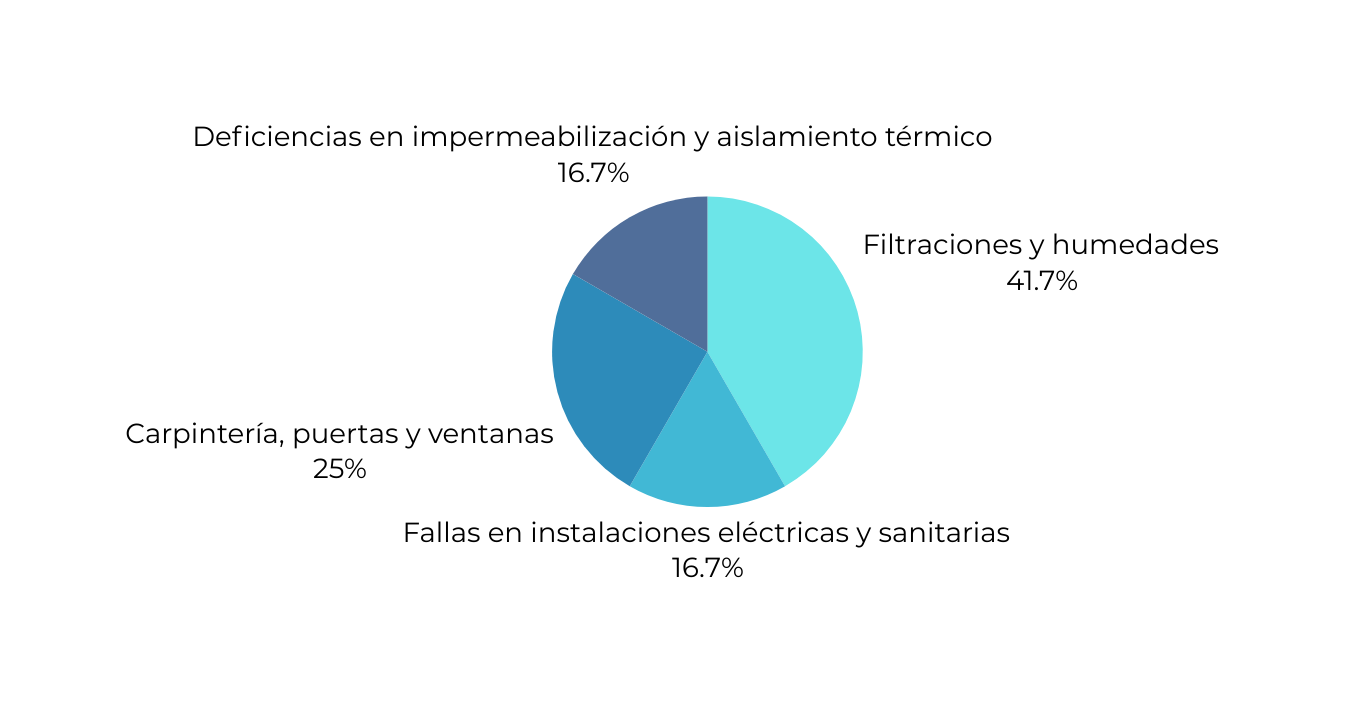 Deficiencias en impermeabilización y aislamiento térmico
16.7%
Filtraciones y humedades
41.7%
Carpintería, puertas y ventanas
25%
Fallas en instalaciones eléctricas y sanitarias
16.7%